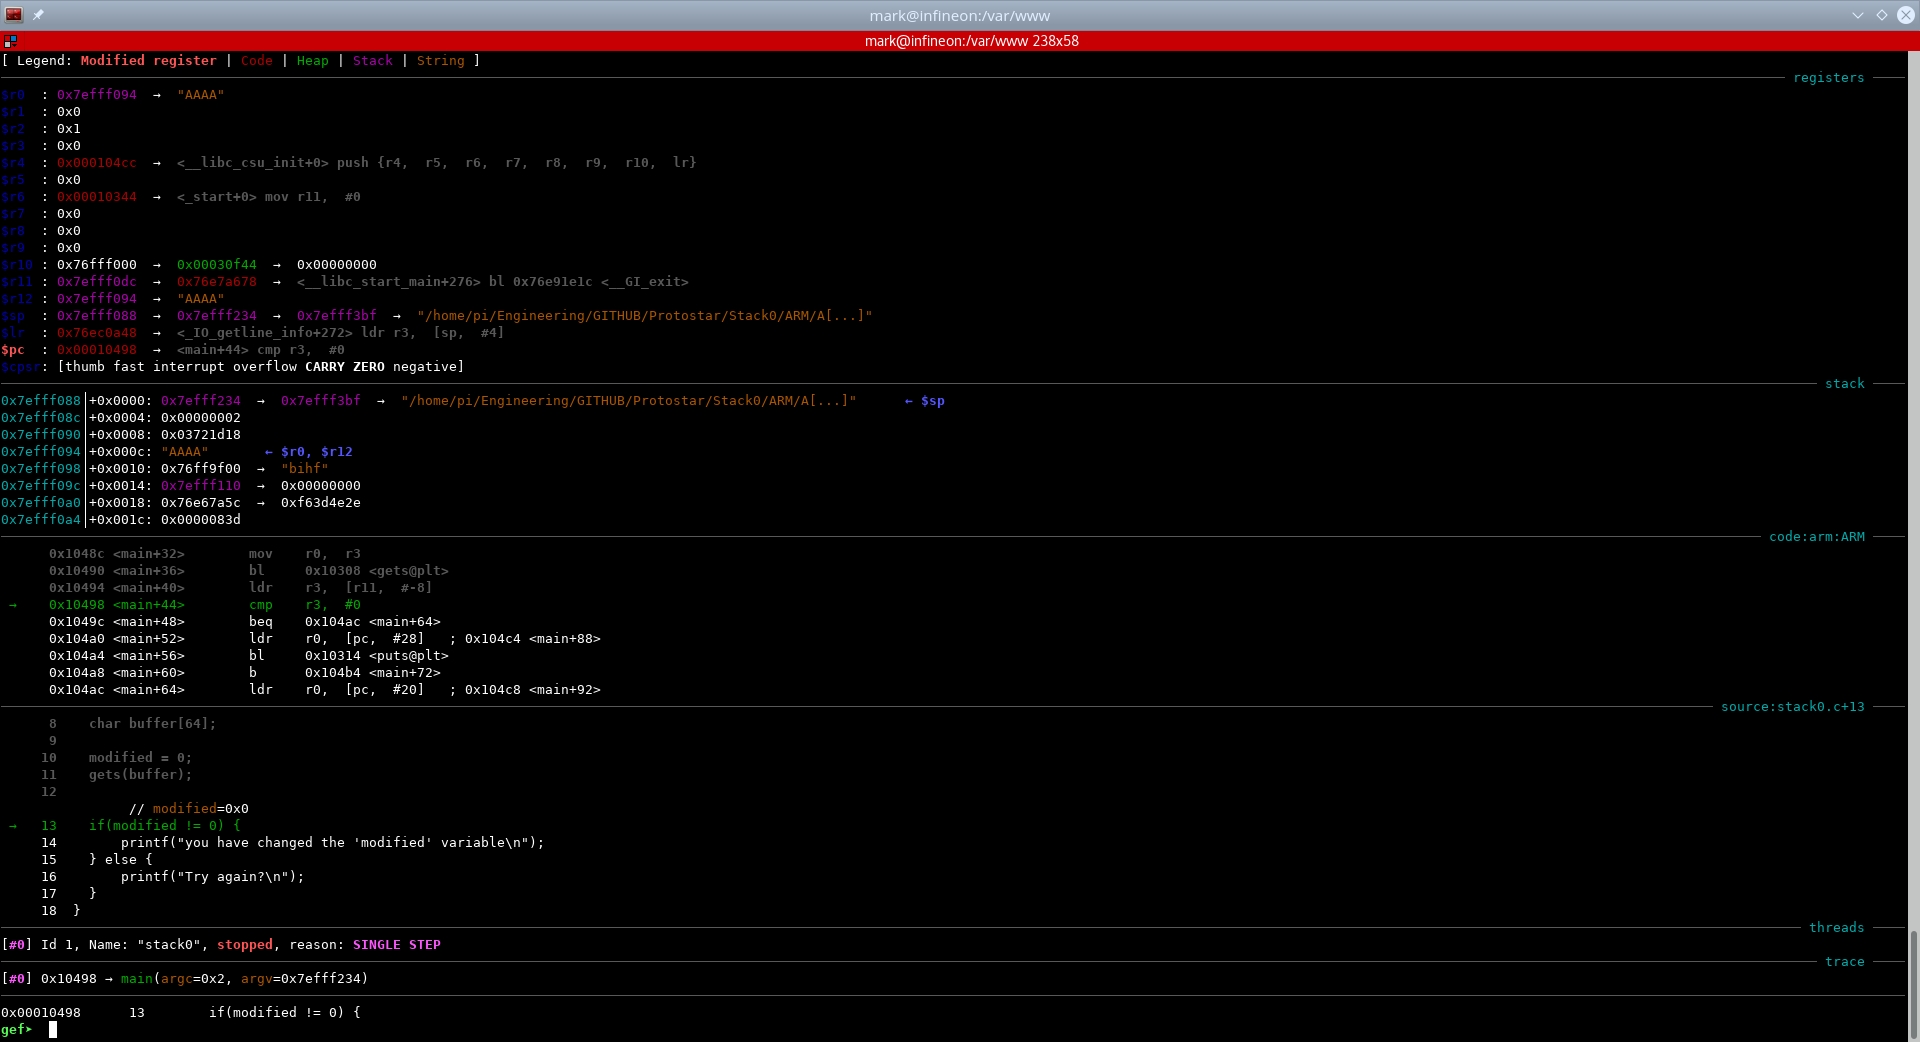 mark@infineon:/var/www
mark@infineon:/var/www 238x58
[ Legend: Modified register | Code | Heap | Stack | String ]
registers
$r0  : 0x7efff094  →  "AAAA"
$r1  : 0x0
$r2  : 0x1
$r3  : 0x0
$r4  : 0x000104cc  →  <__libc_csu_init+0> push {r4,  r5,  r6,  r7,  r8,  r9,  r10,  lr}
$r5  : 0x0
$r6  : 0x00010344  →  <_start+0> mov r11,  #0
$r7  : 0x0
$r8  : 0x0
$r9  : 0x0
$r10 : 0x76fff000  →  0x00030f44  →  0x00000000
$r11 : 0x7efff0dc  →  0x76e7a678  →  <__libc_start_main+276> bl 0x76e91e1c <__GI_exit>
$r12 : 0x7efff094  →  "AAAA"
$sp  : 0x7efff088  →  0x7efff234  →  0x7efff3bf  →  "/home/pi/Engineering/GITHUB/Protostar/Stack0/ARM/A[...]"
$lr  : 0x76ec0a48  →  <_IO_getline_info+272> ldr r3,  [sp,  #4]
$pc  : 0x00010498  →  <main+44> cmp r3,  #0
$cpsr: [thumb fast interrupt overflow CARRY ZERO negative]
stack
0x7efff088│+0x0000: 0x7efff234  →  0x7efff3bf  →  "/home/pi/Engineering/GITHUB/Protostar/Stack0/ARM/A[...]"      ← $sp
0x7efff08c│+0x0004: 0x00000002
0x7efff090│+0x0008: 0x03721d18
0x7efff094│+0x000c: "AAAA"       ← $r0, $r12
0x7efff098│+0x0010: 0x76ff9f00  →  "bihf"
0x7efff09c│+0x0014: 0x7efff110  →  0x00000000
0x7efff0a0│+0x0018: 0x76e67a5c  →  0xf63d4e2e
0x7efff0a4│+0x001c: 0x0000083d
code:arm:ARM
0x1048c <main+32>        mov    r0,  r3
0x10490 <main+36>        bl     0x10308 <gets@plt>
0x10494 <main+40>        ldr    r3,  [r11,  #-8]
→    0x10498 <main+44>        cmp    r3,  #0
0x1049c <main+48>        beq    0x104ac <main+64>
0x104a0 <main+52>        ldr    r0,  [pc,  #28]   ; 0x104c4 <main+88>
0x104a4 <main+56>        bl     0x10314 <puts@plt>
0x104a8 <main+60>        b      0x104b4 <main+72>
0x104ac <main+64>        ldr    r0,  [pc,  #20]   ; 0x104c8 <main+92>
source:stack0.c+13
8    char buffer[64];
9
10    modified = 0;
11    gets(buffer);
12
// modified=0x0
→   13    if(modified != 0) {
14        printf("you have changed the 'modified' variable\n");
15    } else {
16        printf("Try again?\n");
17    }
18  }
threads
[#0] Id 1, Name: "stack0", stopped, reason: SINGLE STEP
trace
[#0] 0x10498 → main(argc=0x2, argv=0x7efff234)
0x00010498      13        if(modified != 0) {
gef➤